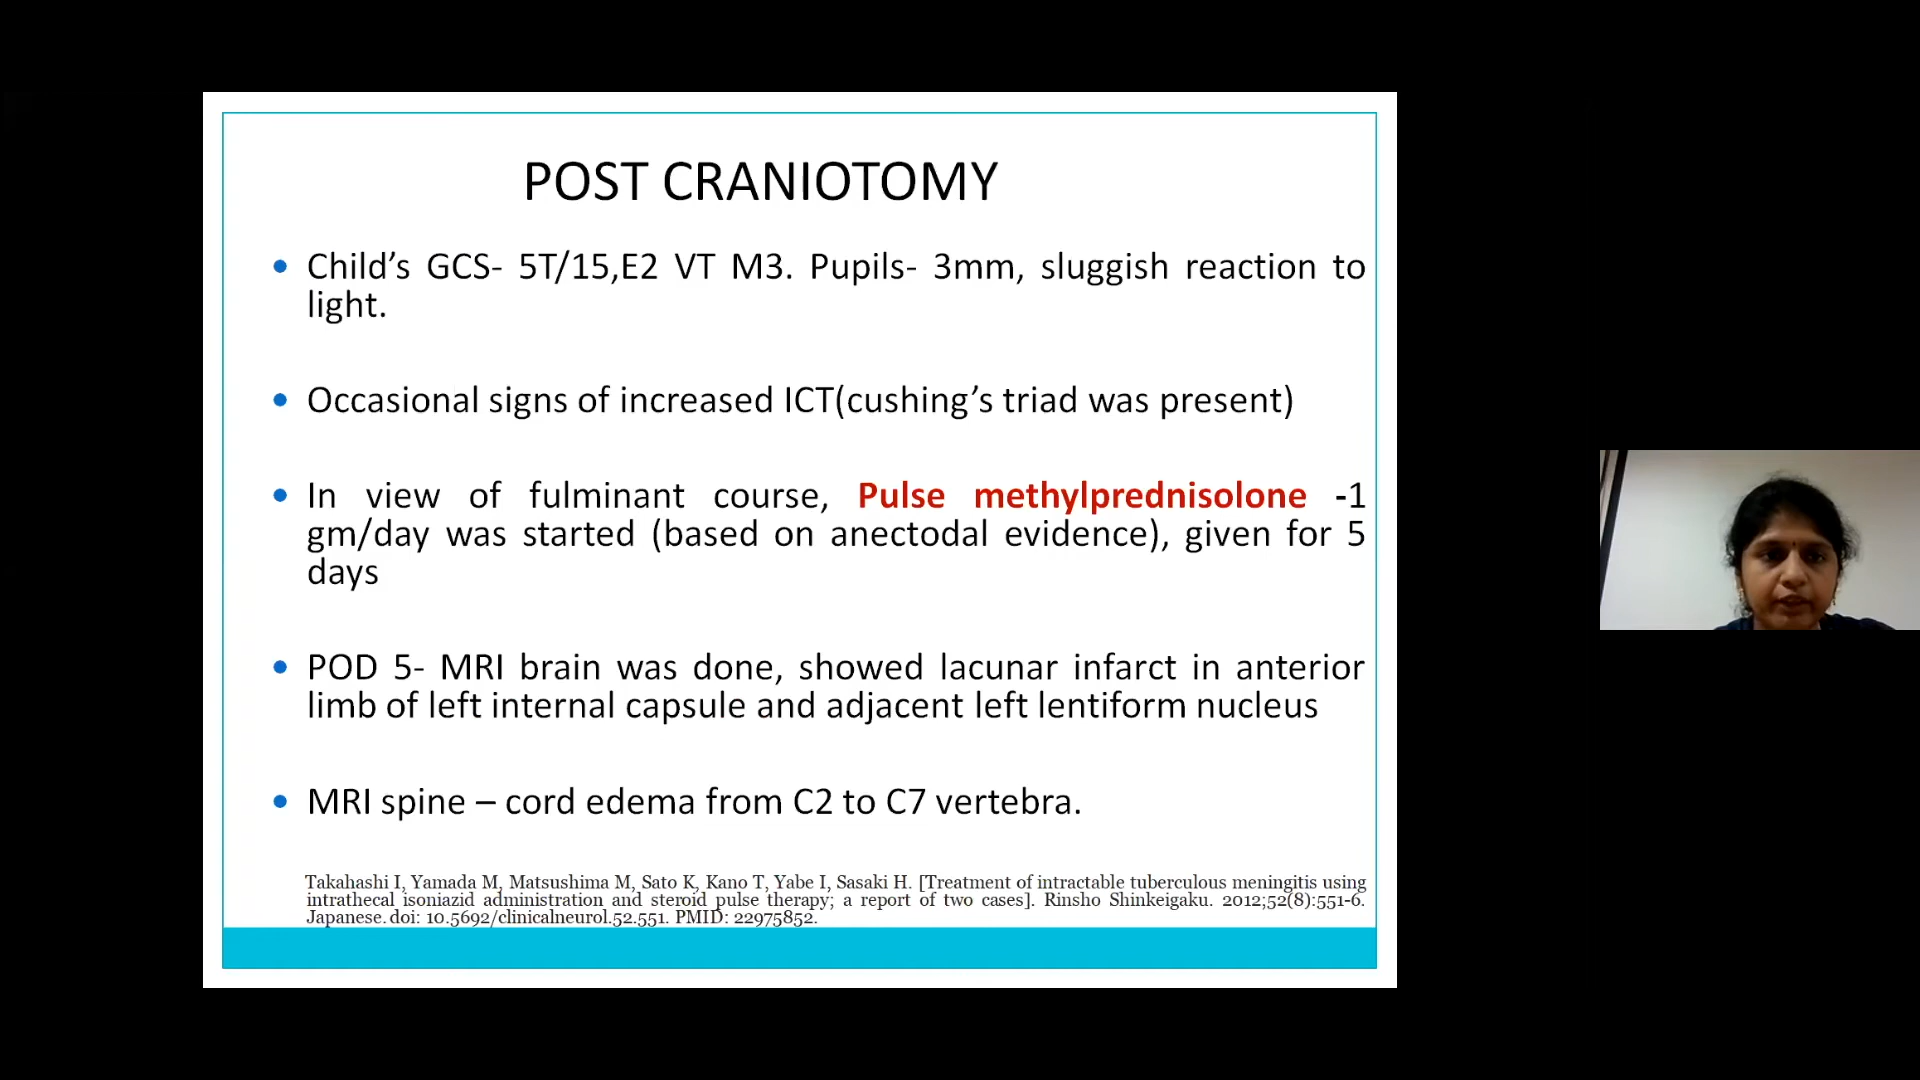 POST CRANIOTOMY
• Child’s GCS- 5T/15,E2 VT M3. Pupils- 3mm, sluggish reaction to
light.
• Occasional signs of increased ICT(cushing’s triad was present)
• In view of fulminant course, Pulse methylprednisolone -1
gm/day was started (based on anectodal evidence), given for 5
days
• POD 5- MRI brain was done, showed lacunar infarct in anterior
limb of left internal capsule and adjacent left lentiform nucleus
• MRI spine – cord edema from C2 to C7 vertebra.
Takahashi I, Yamada M, Matsushima M, Sato K, Kano T, Yabe I, Sasaki H. [Treatment of intractable tuberculous meningitis using
intrathecal isoniazid administration and steroid pulse therapy; a report of two cases]. Rinsho Shinkeigaku. 2012;52(8):551-6.
Japanese. doi: 10.5692/clinicalneurol.52.551. PMID: 22975852.